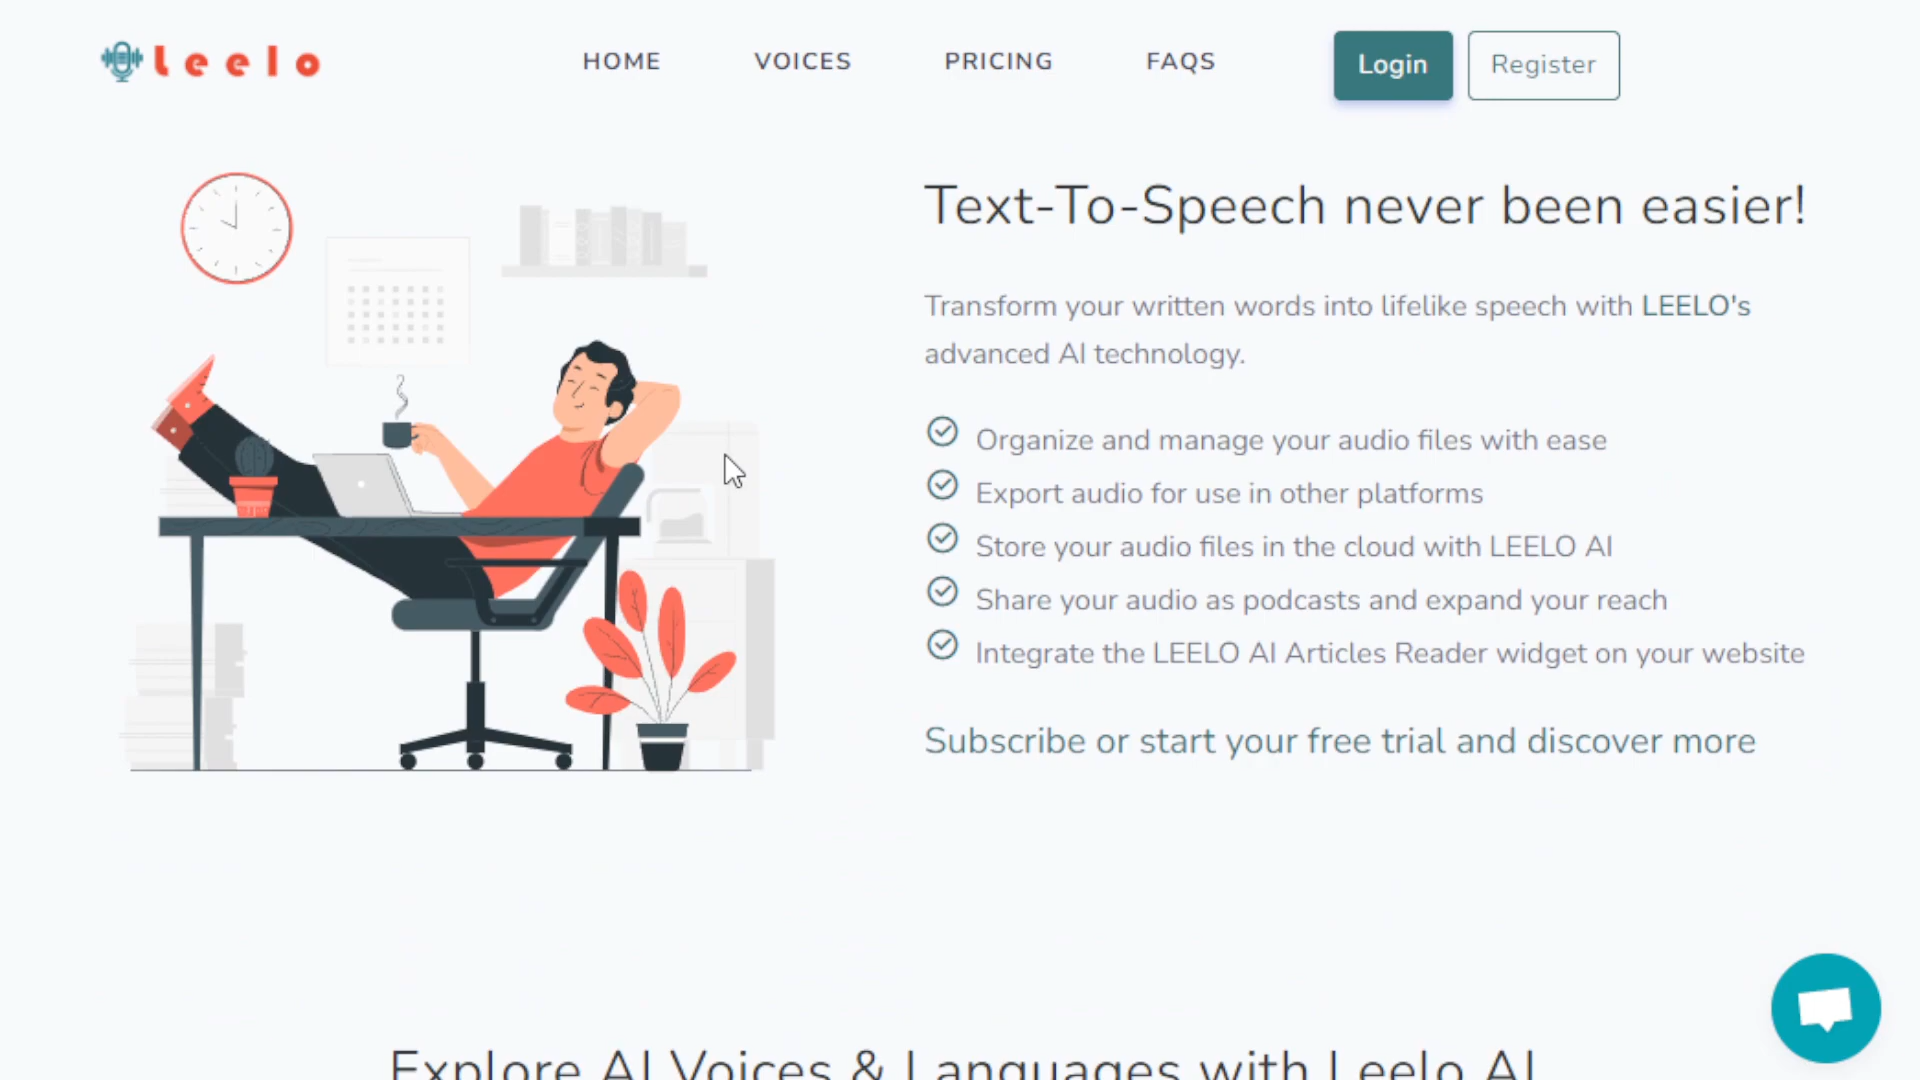 Leelo
HOME VOICES PRICING FAQS Login Register
Text-To-Speech never been easier!
Transform your written words into lifelike speech with LEELO's
advanced AI technology.
Organize and manage your audio files with ease
Export audio for use in other platforms
Store your audio files in the cloud with LEELO AI
Share your audio as podcasts and expand your reach
Integrate the LEELO AI Articles Reader widget on your website
Subscribe or start your free trial and discover more
Explore AI Voices & Languages with Leelo AI